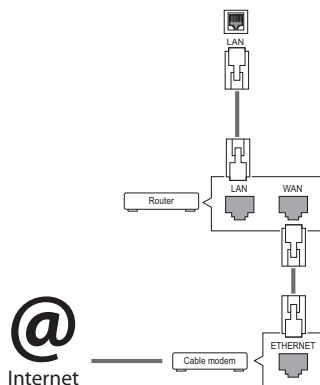 LAN
LAN
WAN
Router
ETHERNET
Cable modem
@
Internet